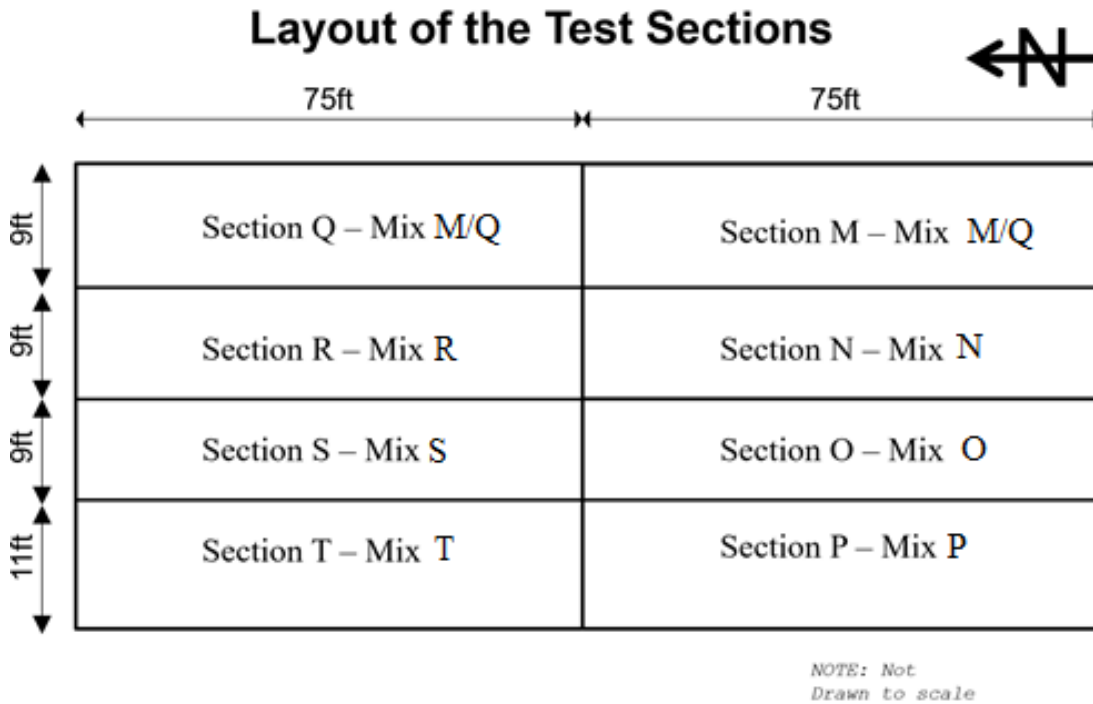 Layout of the Test Sections
N
75ft 75ft
9ft
Section Q – Mix M/Q Section M – Mix M/Q
9ft
Section R – Mix R Section N – Mix N
9ft
Section S – Mix S Section O – Mix O
11ft
Section T – Mix T Section P – Mix P
NOTE: Not
Drawn to scale